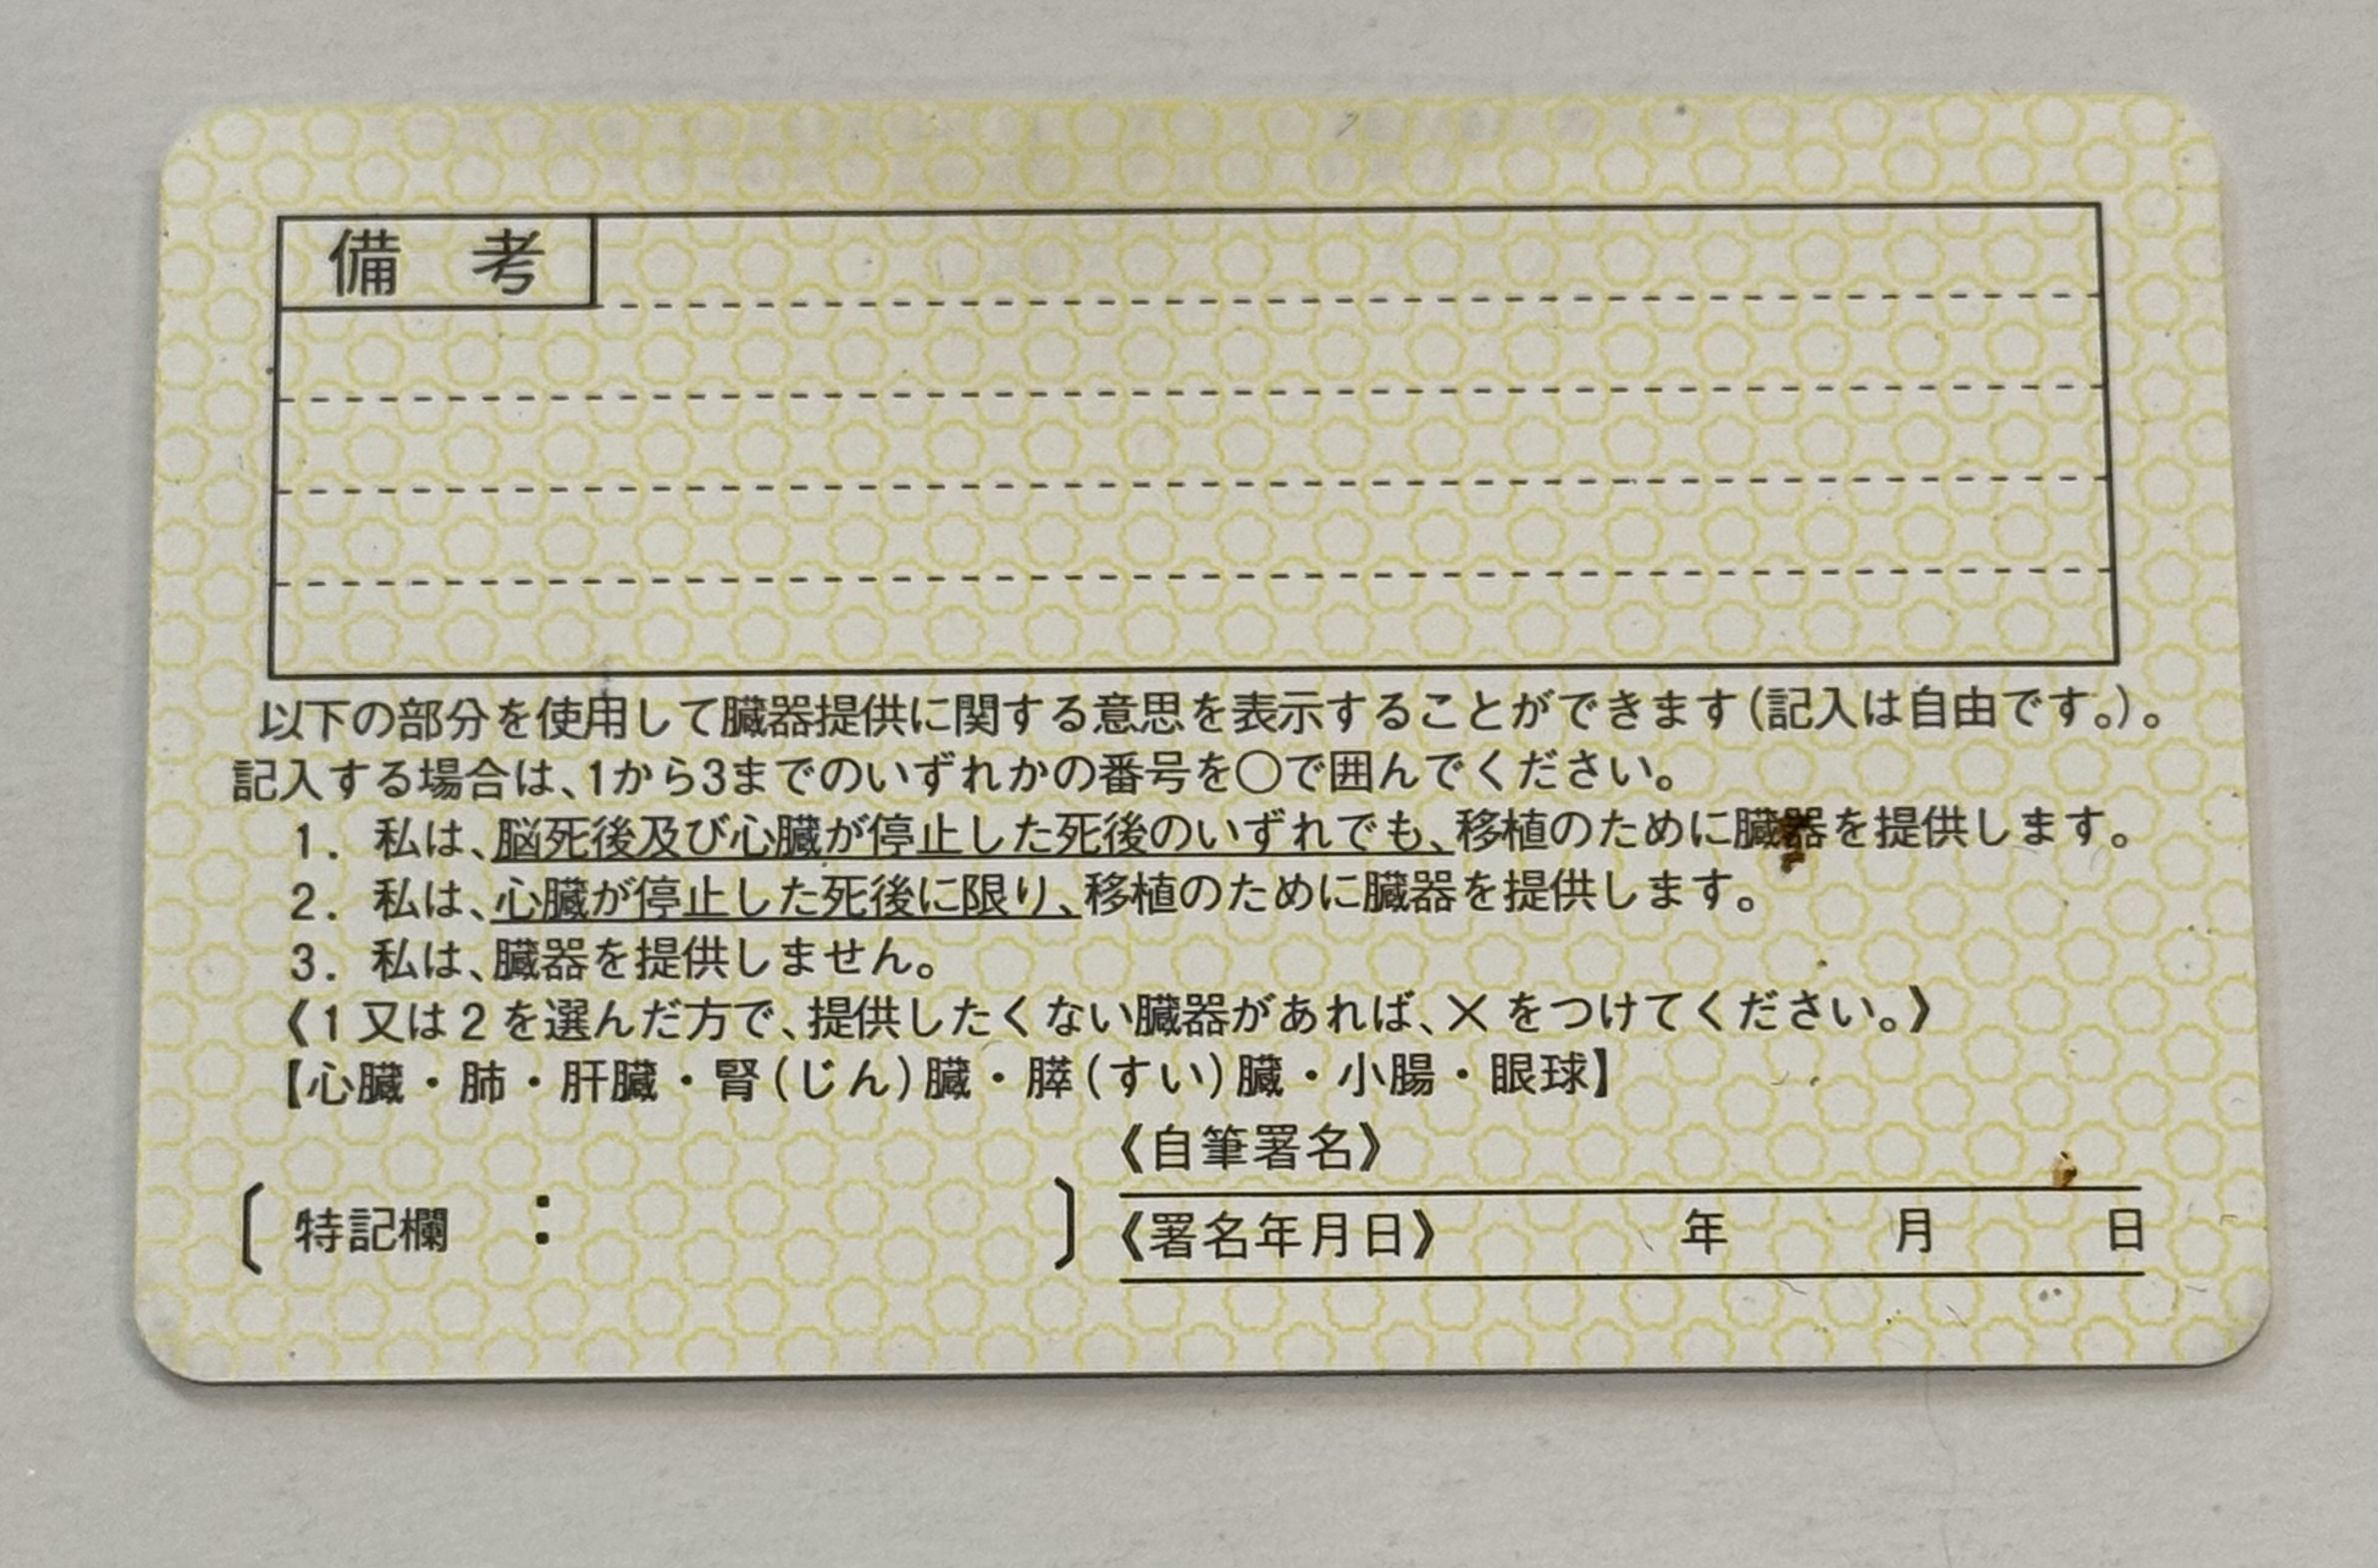 備 考
以下の部分を使用して臓器提供に関する意思を表示することができます(記入は自由です。)。
記入する場合は、1から3までのいずれかの番号を○で囲んでください。
1. 私は、脳死後及び心臓が停止した死後のいずれでも、移植のために臓器を提供します。
2. 私は、心臓が停止した死後に限り、移植のために臓器を提供します。
3. 私は、臓器を提供しません。
《1又は2を選んだ方で、提供したくない臓器があれば、×をつけてください。》
【心臓・肺・肝臓・腎(じん)臓・膵(すい)臓・小腸・眼球】
《自筆署名》
〔 特記欄 : 〕
《署名年月日》 年 月 日